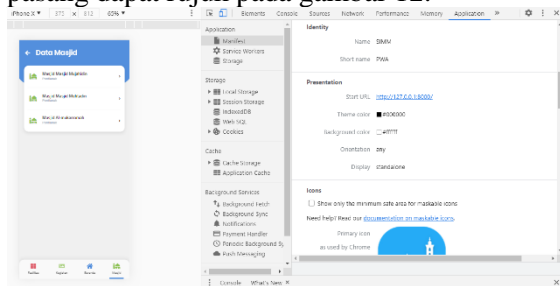 pasang dapat rujuk pada gambar 12.
iPhone X ▼ 375 x 812 65% ▼
Elements Console Sources Network Performance Memory Application »
← Data Masjid
Application
Manifest
Service Workers
Storage
Storage
Local Storage
Session Storage
IndexedDB
Web SQL
Cookies
Cache
Cache Storage
Application Cache
Background Services
Background Fetch
Background Sync
Notifications
Payment Handler
Periodic Background Sy
Push Messaging
Identity
Name SIMM
Short name PWA
Presentation
Start URL http://127.0.0.1:8000/
Theme color #000000
Background color #ffffff
Orientation any
Display standalone
Icons
Show only the minimum safe area for maskable icons
Need help? Read our documentation on maskable icons.
Primary icon
as used by Chrome
Console What's New ×